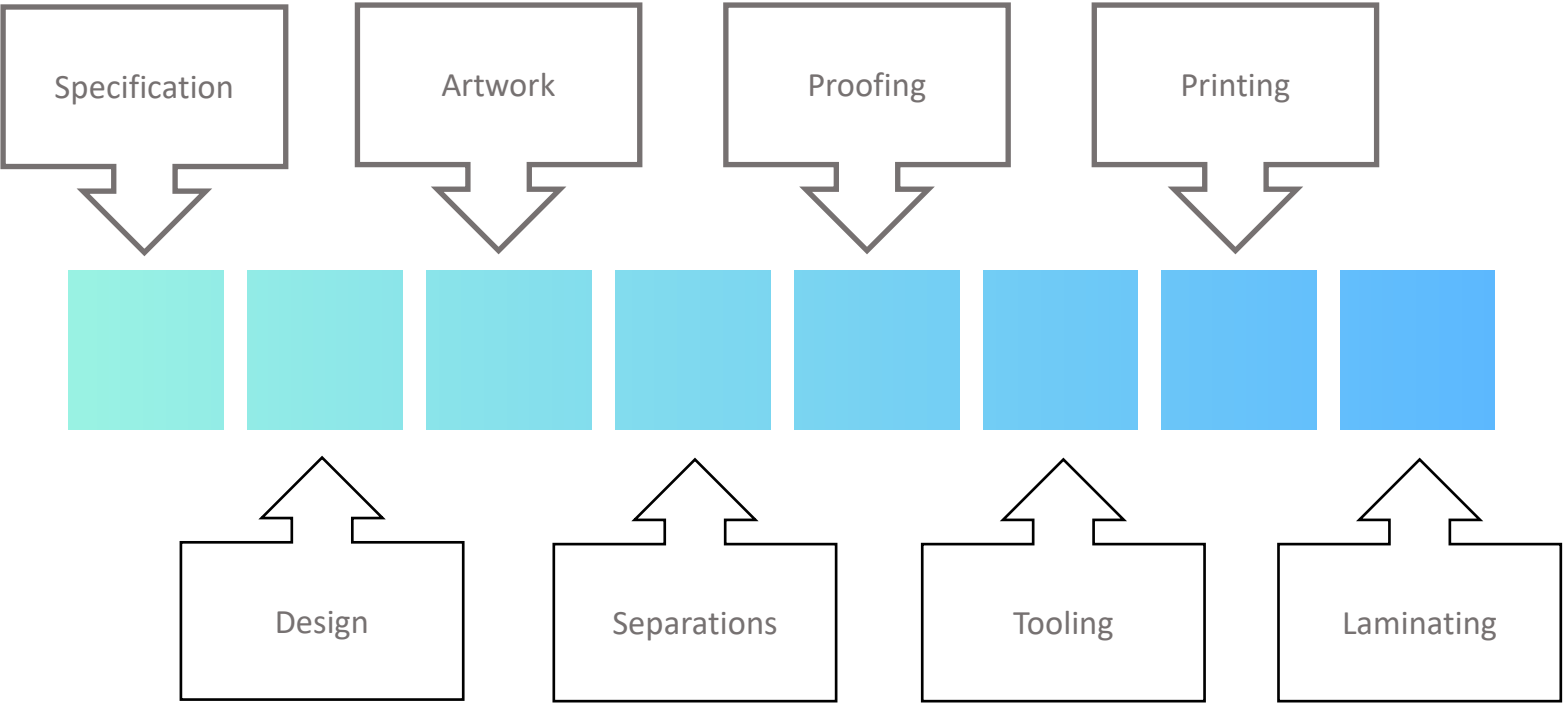 Specification
Artwork
Proofing
Printing
Design
Separations
Tooling
Laminating